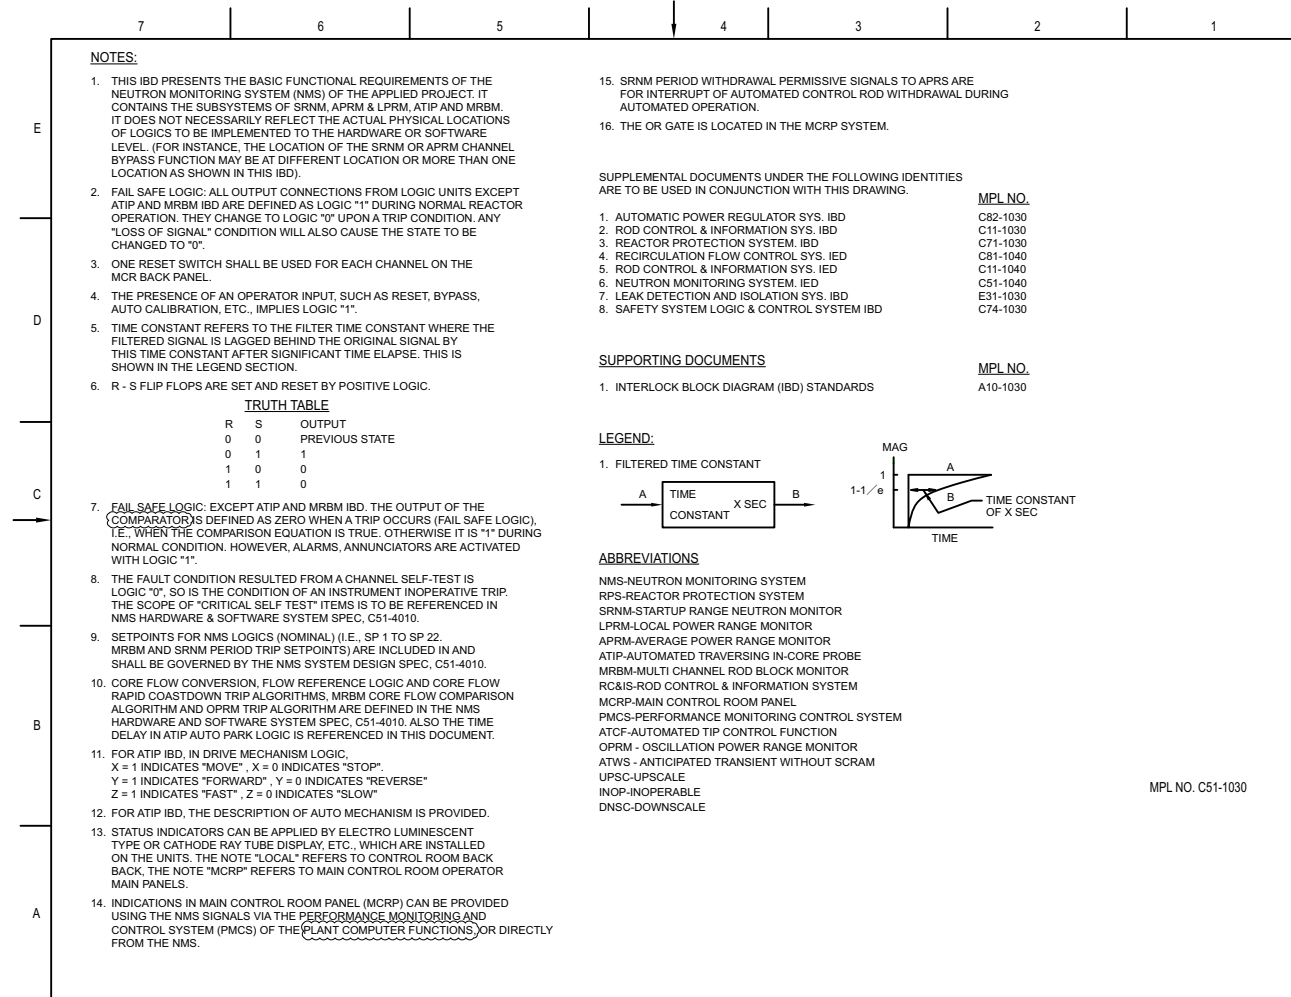 7 6 5 4 3 2 1
NOTES:
1. THIS IBD PRESENTS THE BASIC FUNCTIONAL REQUIREMENTS OF THE
NEUTRON MONITORING SYSTEM (NMS) OF THE APPLIED PROJECT. IT
CONTAINS THE SUBSYSTEMS OF SRNM, APRM & LPRM, ATIP AND MRBM.
IT DOES NOT NECESSARILY REFLECT THE ACTUAL PHYSICAL LOCATIONS
OF LOGICS TO BE IMPLEMENTED TO THE HARDWARE OR SOFTWARE
LEVEL. (FOR INSTANCE, THE LOCATION OF THE SRNM OR APRM CHANNEL
BYPASS FUNCTION MAY BE AT DIFFERENT LOCATION OR MORE THAN ONE
LOCATION AS SHOWN IN THIS IBD).
2. FAIL SAFE LOGIC: ALL OUTPUT CONNECTIONS FROM LOGIC UNITS EXCEPT
ATIP AND MRBM IBD ARE DEFINED AS LOGIC "1" DURING NORMAL REACTOR
OPERATION. THEY CHANGE TO LOGIC "0" UPON A TRIP CONDITION. ANY
"LOSS OF SIGNAL" CONDITION WILL ALSO CAUSE THE STATE TO BE
CHANGED TO "0".
3. ONE RESET SWITCH SHALL BE USED FOR EACH CHANNEL ON THE
MCR BACK PANEL.
4. THE PRESENCE OF AN OPERATOR INPUT, SUCH AS RESET, BYPASS,
AUTO CALIBRATION, ETC., IMPLIES LOGIC "1".
5. TIME CONSTANT REFERS TO THE FILTER TIME CONSTANT WHERE THE
FILTERED SIGNAL IS LAGGED BEHIND THE ORIGINAL SIGNAL BY
THIS TIME CONSTANT AFTER SIGNIFICANT TIME ELAPSE. THIS IS
SHOWN IN THE LEGEND SECTION.
6. R - S FLIP FLOPS ARE SET AND RESET BY POSITIVE LOGIC.
TRUTH TABLE
R S OUTPUT
0 0 PREVIOUS STATE
0 1 1
1 0 0
1 1 0
7. FAIL SAFE LOGIC: EXCEPT ATIP AND MRBM IBD. THE OUTPUT OF THE
COMPARATOR IS DEFINED AS ZERO WHEN A TRIP OCCURS (FAIL SAFE LOGIC),
I.E., WHEN THE COMPARISON EQUATION IS TRUE. OTHERWISE IT IS "1" DURING
NORMAL CONDITION. HOWEVER, ALARMS, ANNUNCIATORS ARE ACTIVATED
WITH LOGIC "1".
8. THE FAULT CONDITION RESULTED FROM A CHANNEL SELF-TEST IS
LOGIC "0", SO IS THE CONDITION OF AN INSTRUMENT INOPERATIVE TRIP.
THE SCOPE OF "CRITICAL SELF TEST" ITEMS IS TO BE REFERENCED IN
NMS HARDWARE & SOFTWARE SYSTEM SPEC, C51-4010.
9. SETPOINTS FOR NMS LOGICS (NOMINAL) (I.E., SP 1 TO SP 22.
MRBM AND SRNM PERIOD TRIP SETPOINTS) ARE INCLUDED IN AND
SHALL BE GOVERNED BY THE NMS SYSTEM DESIGN SPEC, C51-4010.
10. CORE FLOW CONVERSION, FLOW REFERENCE LOGIC AND CORE FLOW
RAPID COASTDOWN TRIP ALGORITHMS, MRBM CORE FLOW COMPARISON
ALGORITHM AND OPRM TRIP ALGORITHM ARE DEFINED IN THE NMS
HARDWARE AND SOFTWARE SYSTEM SPEC, C51-4010. ALSO THE TIME
DELAY IN ATIP AUTO PARK LOGIC IS REFERENCED IN THIS DOCUMENT.
11. FOR ATIP IBD, IN DRIVE MECHANISM LOGIC,
X = 1 INDICATES "MOVE" , X = 0 INDICATES "STOP".
Y = 1 INDICATES "FORWARD" , Y = 0 INDICATES "REVERSE"
Z = 1 INDICATES "FAST" , Z = 0 INDICATES "SLOW"
12. FOR ATIP IBD, THE DESCRIPTION OF AUTO MECHANISM IS PROVIDED.
13. STATUS INDICATORS CAN BE APPLIED BY ELECTRO LUMINESCENT
TYPE OR CATHODE RAY TUBE DISPLAY, ETC., WHICH ARE INSTALLED
ON THE UNITS. THE NOTE "LOCAL" REFERS TO CONTROL ROOM BACK
BACK, THE NOTE "MCRP" REFERS TO MAIN CONTROL ROOM OPERATOR
MAIN PANELS.
14. INDICATIONS IN MAIN CONTROL ROOM PANEL (MCRP) CAN BE PROVIDED
USING THE NMS SIGNALS VIA THE PERFORMANCE MONITORING AND
CONTROL SYSTEM (PMCS) OF THE PLANT COMPUTER FUNCTIONS, OR DIRECTLY
FROM THE NMS.
15. SRNM PERIOD WITHDRAWAL PERMISSIVE SIGNALS TO APRS ARE
FOR INTERRUPT OF AUTOMATED CONTROL ROD WITHDRAWAL DURING
AUTOMATED OPERATION.
16. THE OR GATE IS LOCATED IN THE MCRP SYSTEM.
SUPPLEMENTAL DOCUMENTS UNDER THE FOLLOWING IDENTITIES
ARE TO BE USED IN CONJUNCTION WITH THIS DRAWING.
MPL NO.
1. AUTOMATIC POWER REGULATOR SYS. IBD C82-1030
2. ROD CONTROL & INFORMATION SYS. IBD C11-1030
3. REACTOR PROTECTION SYSTEM. IBD C71-1030
4. RECIRCULATION FLOW CONTROL SYS. IED C81-1040
5. ROD CONTROL & INFORMATION SYS. IED C11-1040
6. NEUTRON MONITORING SYSTEM. IED C51-1040
7. LEAK DETECTION AND ISOLATION SYS. IBD E31-1030
8. SAFETY SYSTEM LOGIC & CONTROL SYSTEM IBD C74-1030
SUPPORTING DOCUMENTS
MPL NO.
1. INTERLOCK BLOCK DIAGRAM (IBD) STANDARDS A10-1030
LEGEND:
1. FILTERED TIME CONSTANT
A
TIME
CONSTANT
X SEC
B
MAG
1
1-1/e
A
B
TIME CONSTANT
OF X SEC
TIME
ABBREVIATIONS
NMS-NEUTRON MONITORING SYSTEM
RPS-REACTOR PROTECTION SYSTEM
SRNM-STARTUP RANGE NEUTRON MONITOR
LPRM-LOCAL POWER RANGE MONITOR
APRM-AVERAGE POWER RANGE MONITOR
ATIP-AUTOMATED TRAVERSING IN-CORE PROBE
MRBM-MULTI CHANNEL ROD BLOCK MONITOR
RC&IS-ROD CONTROL & INFORMATION SYSTEM
MCRP-MAIN CONTROL ROOM PANEL
PMCS-PERFORMANCE MONITORING CONTROL SYSTEM
ATCF-AUTOMATED TIP CONTROL FUNCTION
OPRM - OSCILLATION POWER RANGE MONITOR
ATWS - ANTICIPATED TRANSIENT WITHOUT SCRAM
UPSC-UPSCALE
INOP-INOPERABLE
DNSC-DOWNSCALE
MPL NO. C51-1030
E
D
C
B
A